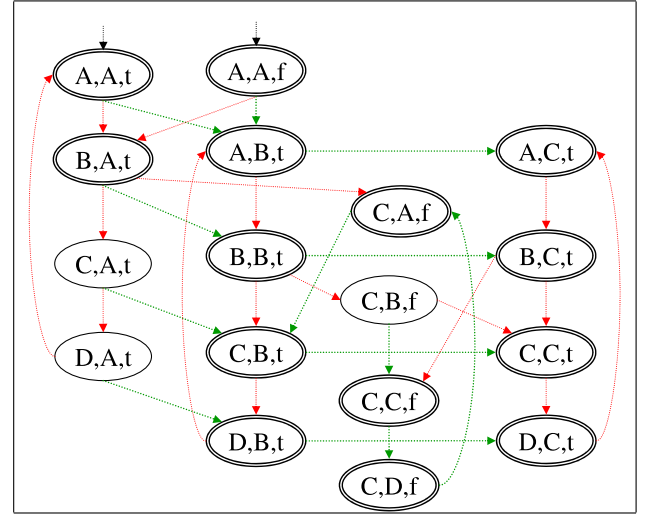 A,A,t
A,A,f
B,A,t
A,B,t
A,C,t
C,A,f
C,A,t
B,B,t
B,C,t
C,B,f
D,A,t
C,B,t
C,C,t
C,C,f
D,B,t
D,C,t
C,D,f